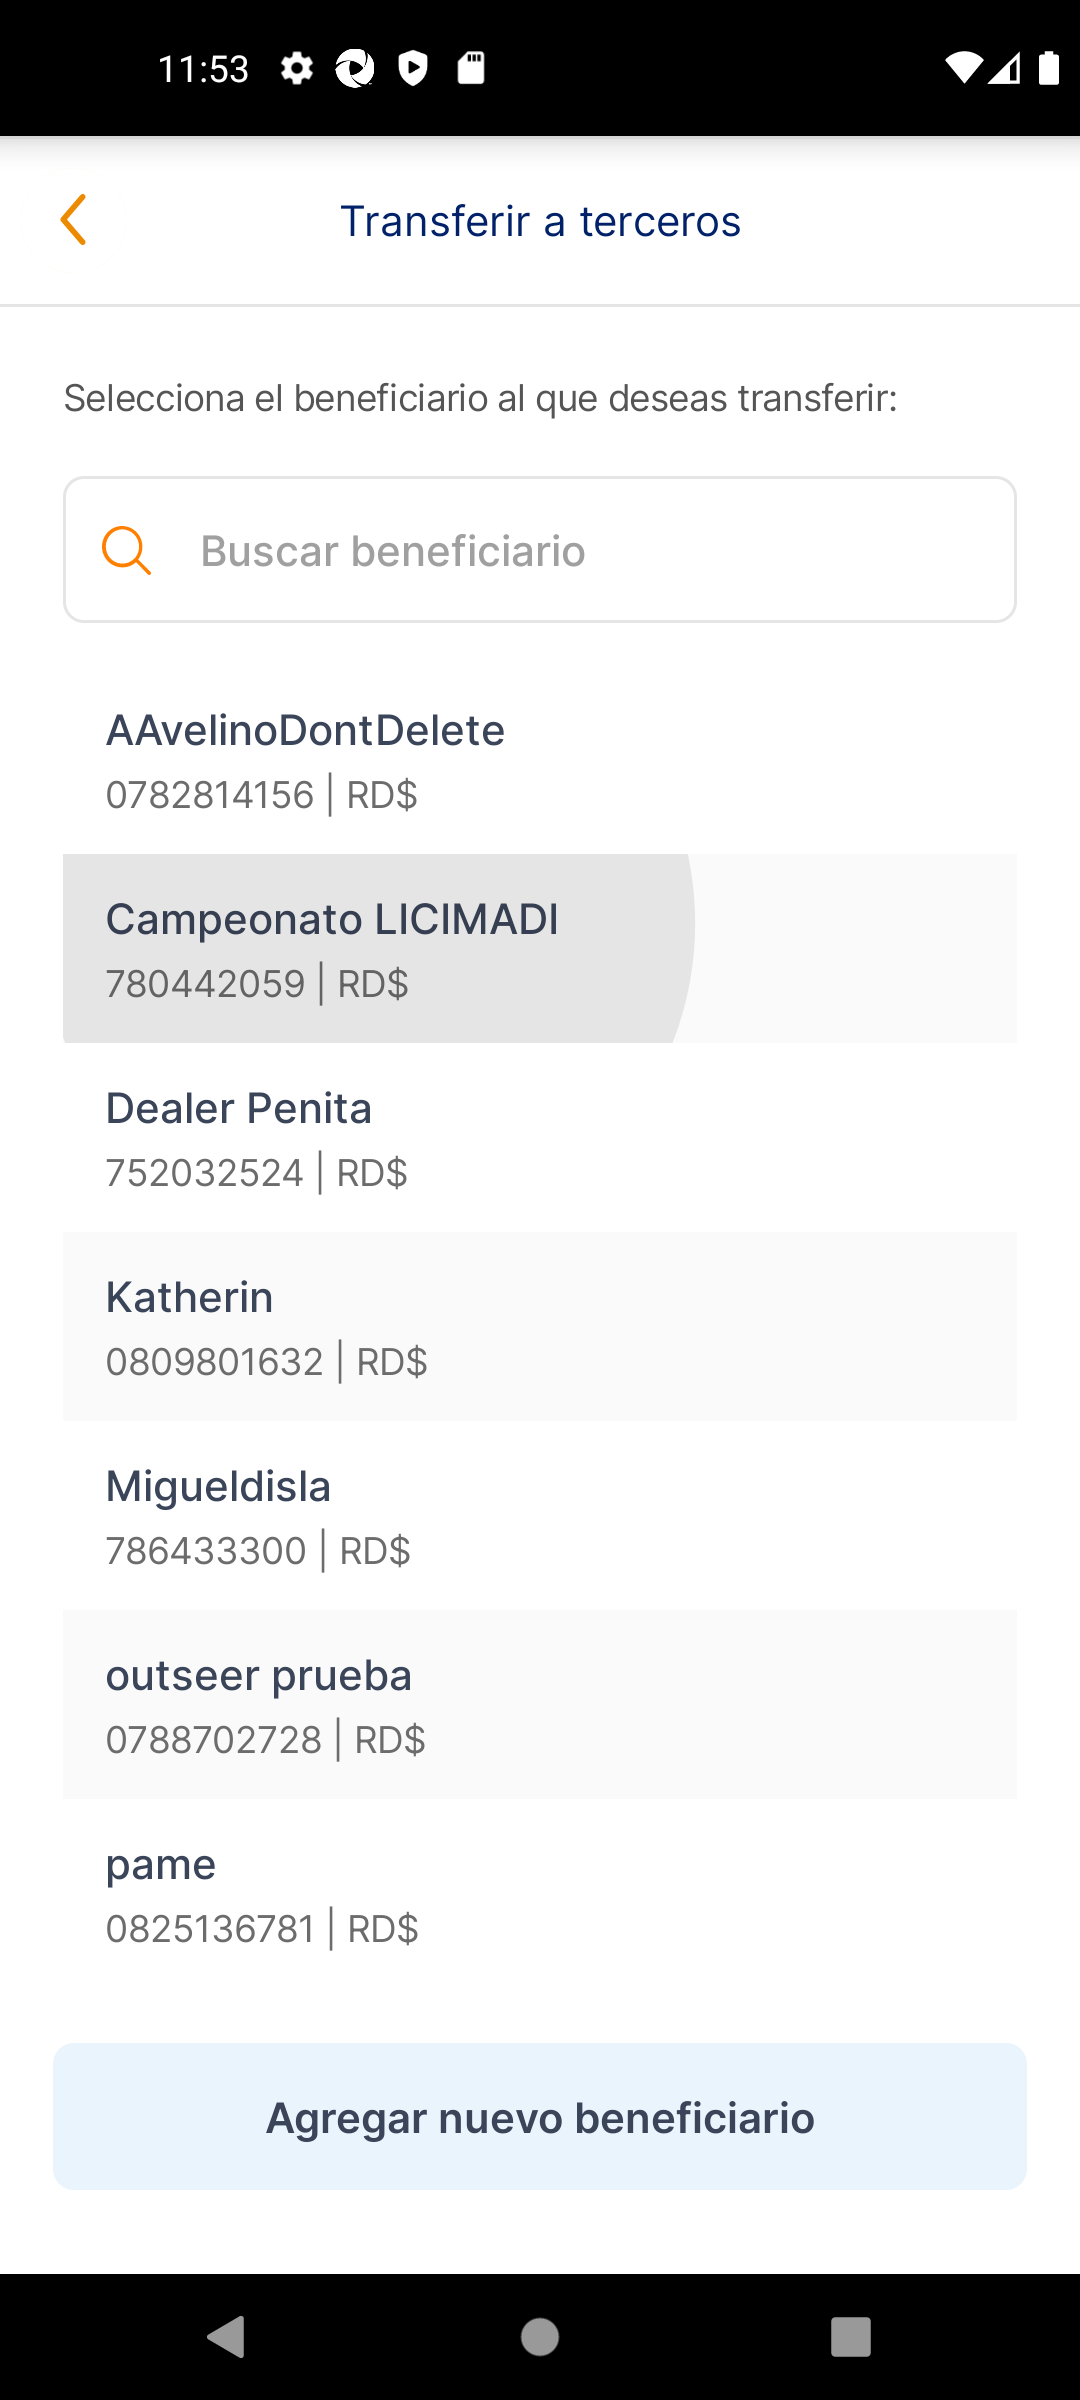 11:53
Transferir a terceros
Selecciona el beneficiario al que deseas transferir:
Buscar beneficiario
AAvelinoDontDelete
0782814156 | RD$
Campeonato LICIMADI
780442059 | RD$
Dealer Penita
752032524 | RD$
Katherin
0809801632 | RD$
Migueldisla
786433300 | RD$
outseer prueba
0788702728 | RD$
pame
0825136781 | RD$
Agregar nuevo beneficiario